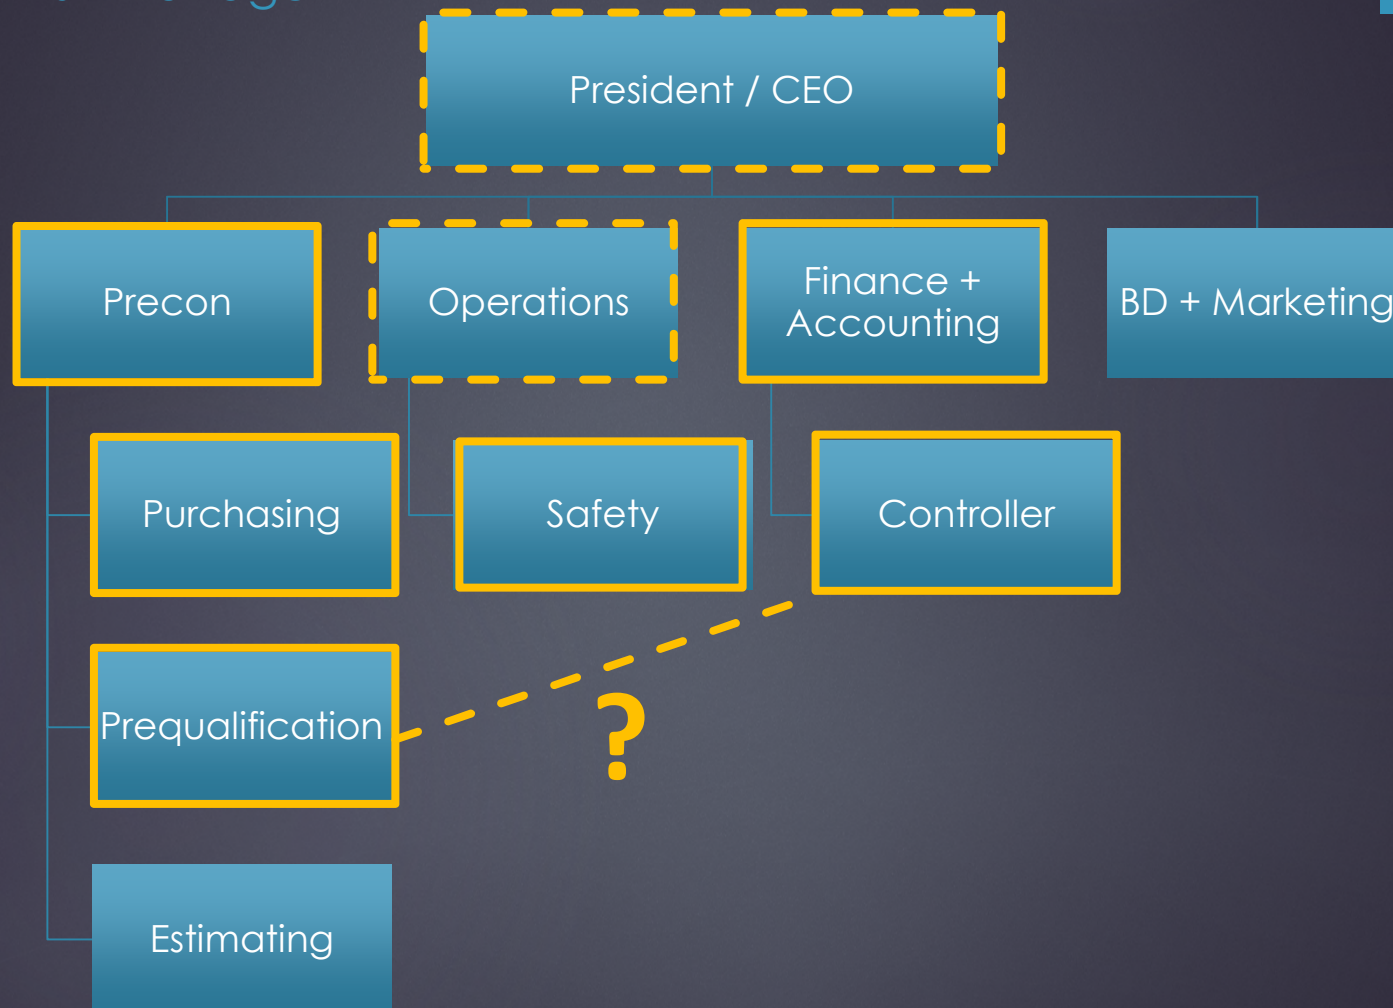 President / CEO
Precon
Operations
Finance +
Accounting
BD + Marketing
Purchasing
Safety
Controller
Prequalification
?
Estimating